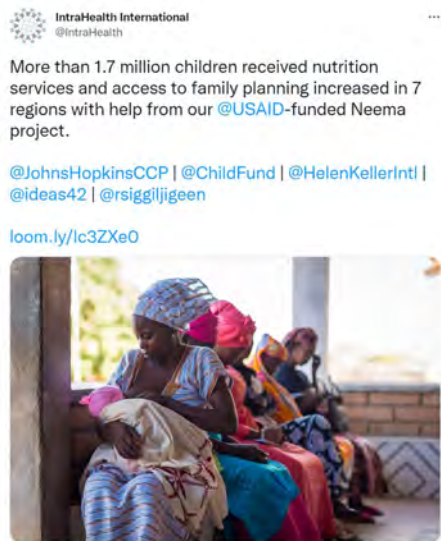 IntraHealth International
@IntraHealth
More than 1.7 million children received nutrition
services and access to family planning increased in 7
regions with help from our @USAID-funded Neema
project.
@JohnsHopkinsCCP | @ChildFund | @HelenKellerIntl |
@ideas42 | @rsiggiljigeen
loom.ly/lc3ZXe0